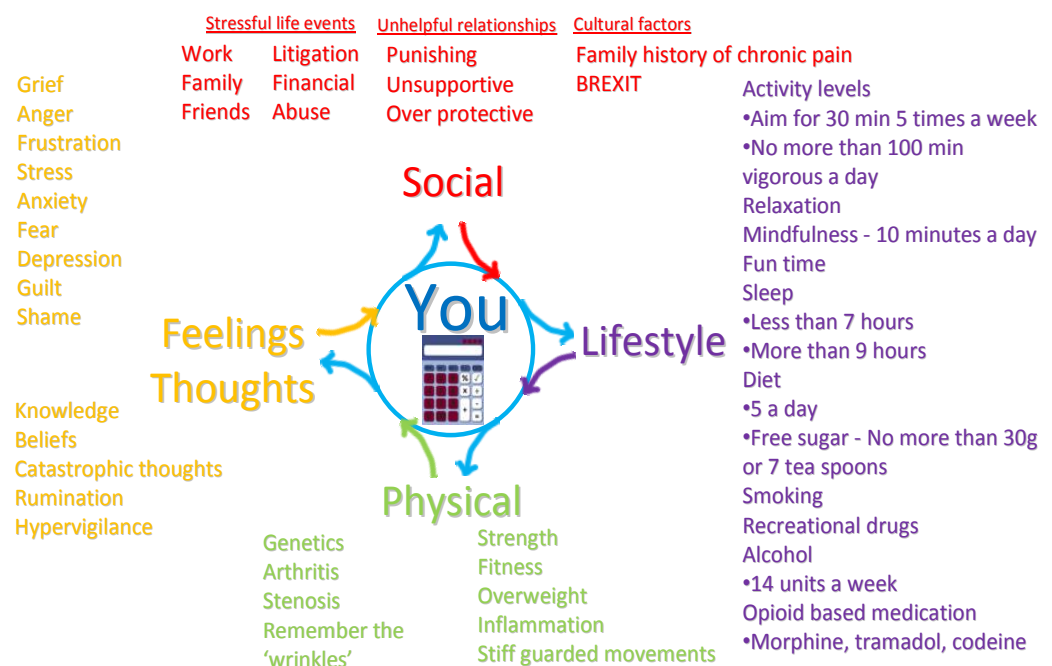 Stressful life events
Work
Family
Friends
Litigation
Financial
Abuse
Unhelpful relationships
Punishing
Unsupportive
Over protective
Cultural factors
Family history of chronic pain
BREXIT
Grief
Anger
Frustration
Stress
Anxiety
Fear
Depression
Guilt
Shame
Social
You
Feelings
Thoughts
Lifestyle
Physical
Knowledge
Beliefs
Catastrophic thoughts
Rumination
Hypervigilance
Genetics
Arthritis
Stenosis
Remember the
‘wrinkles’
Strength
Fitness
Overweight
Inflammation
Stiff guarded movements
Activity levels
•Aim for 30 min 5 times a week
•No more than 100 min
vigorous a day
Relaxation
Mindfulness - 10 minutes a day
Fun time
Sleep
•Less than 7 hours
•More than 9 hours
Diet
•5 a day
•Free sugar - No more than 30g
or 7 tea spoons
Smoking
Recreational drugs
Alcohol
•14 units a week
Opioid based medication
•Morphine, tramadol, codeine